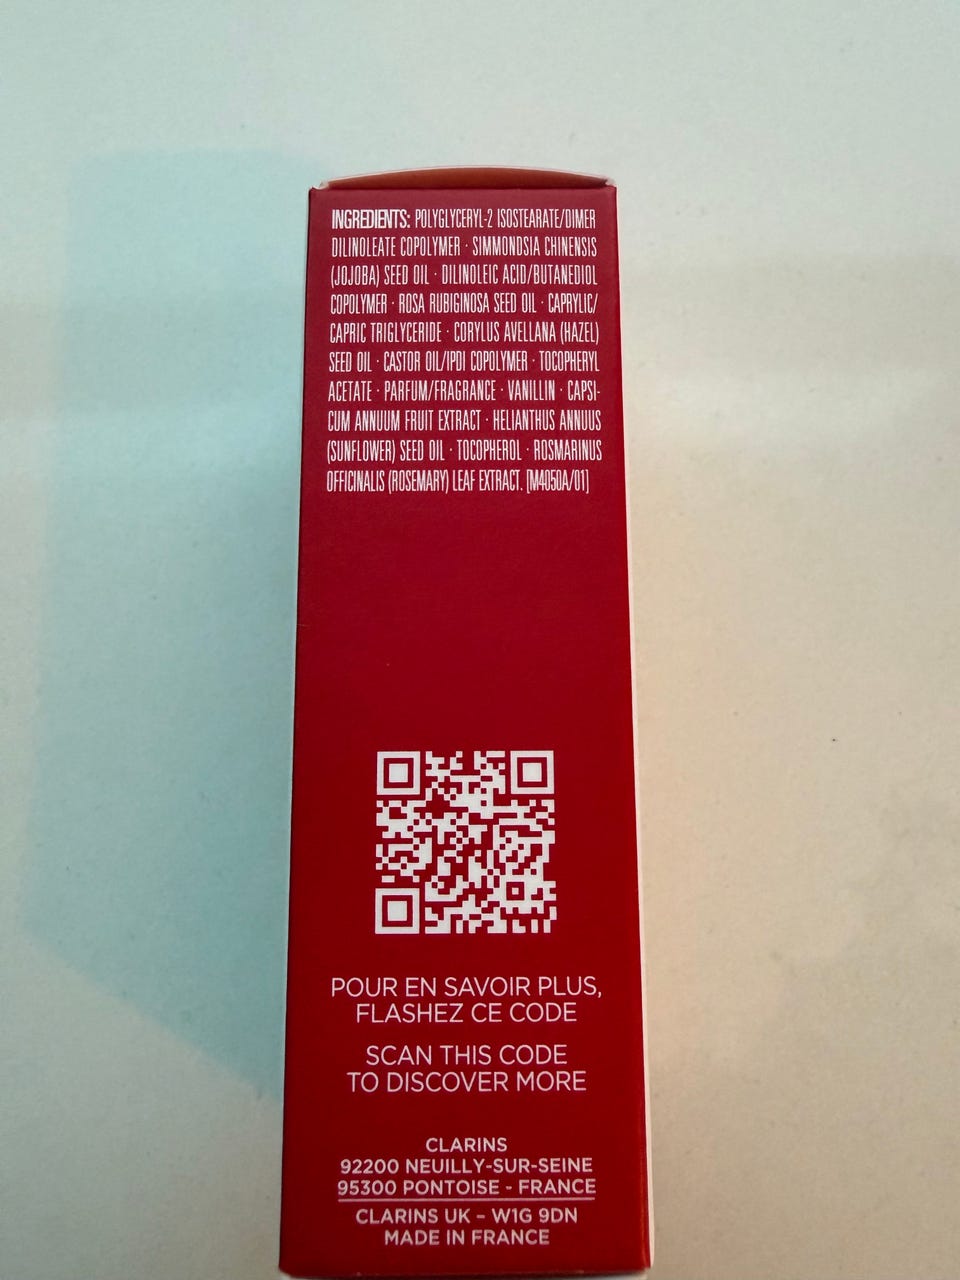 INGREDIENTS: POLYGLYCERYL-2 ISOSTEARATE/DIMER
DILINOLEATE COPOLYMER · SIMMONDSIA CHINENSIS
(JOJOBA) SEED OIL · DILINOLEIC ACID/BUTANEDIOL
COPOLYMER · ROSA RUBIGINOSA SEED OIL · CAPRYLIC/
CAPRIC TRIGLYCERIDE · CORYLUS AVELLANA (HAZEL)
SEED OIL · CASTOR OIL/IPDI COPOLYMER · TOCOPHERYL
ACETATE · PARFUM/FRAGRANCE · VANILLIN · CAPSI-
CUM ANNUUM FRUIT EXTRACT · HELIANTHUS ANNUUS
(SUNFLOWER) SEED OIL · TOCOPHEROL · ROSMARINUS
OFFICINALIS (ROSEMARY) LEAF EXTRACT. [M4050A/01]
POUR EN SAVOIR PLUS,
FLASHEZ CE CODE
SCAN THIS CODE
TO DISCOVER MORE
CLARINS
92200 NEUILLY-SUR-SEINE
95300 PONTOISE - FRANCE
CLARINS UK – W1G 9DN
MADE IN FRANCE